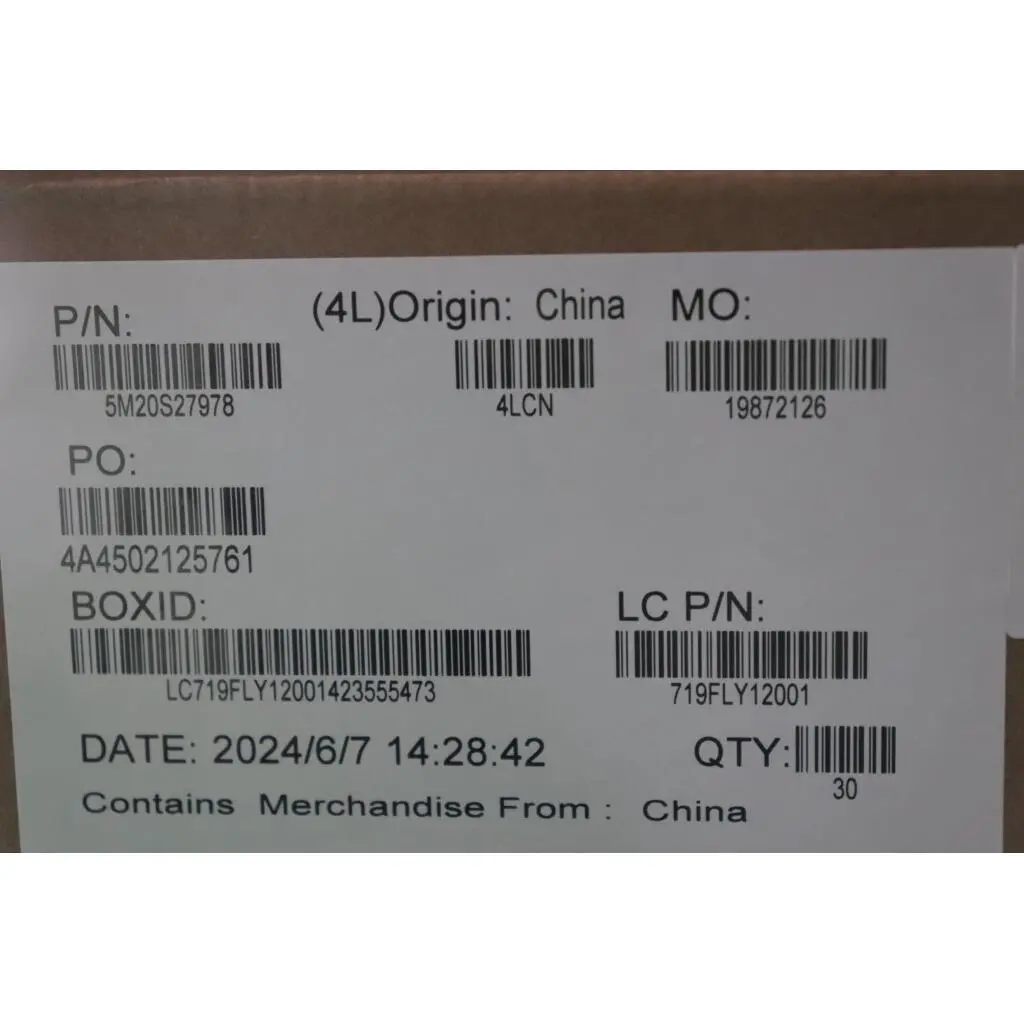 P/N: (4L)Origin: China MO:
5M20S27978 4LCN 19872126
PO:
4A4502125761
BOXID: LC P/N:
LC719FLY12001423555473 719FLY12001
DATE: 2024/6/7 14:28:42 QTY:
30
Contains Merchandise From : China